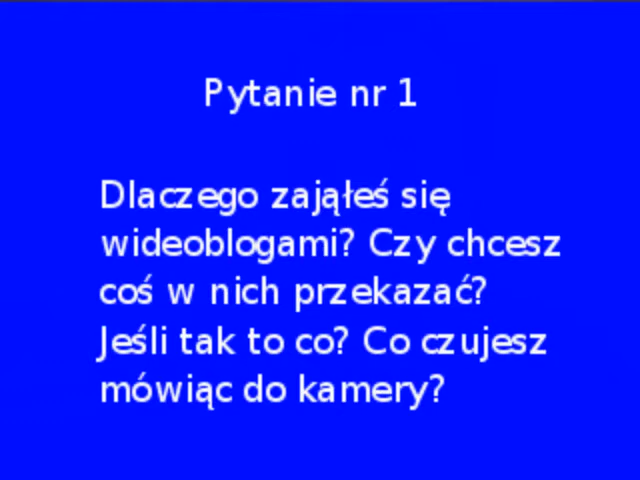 Pytanie nr 1
Dlaczego zająłeś się
wideoblogami? Czy chcesz
coś w nich przekazać?
Jeśli tak to co? Co czujesz
mówiąc do kamery?